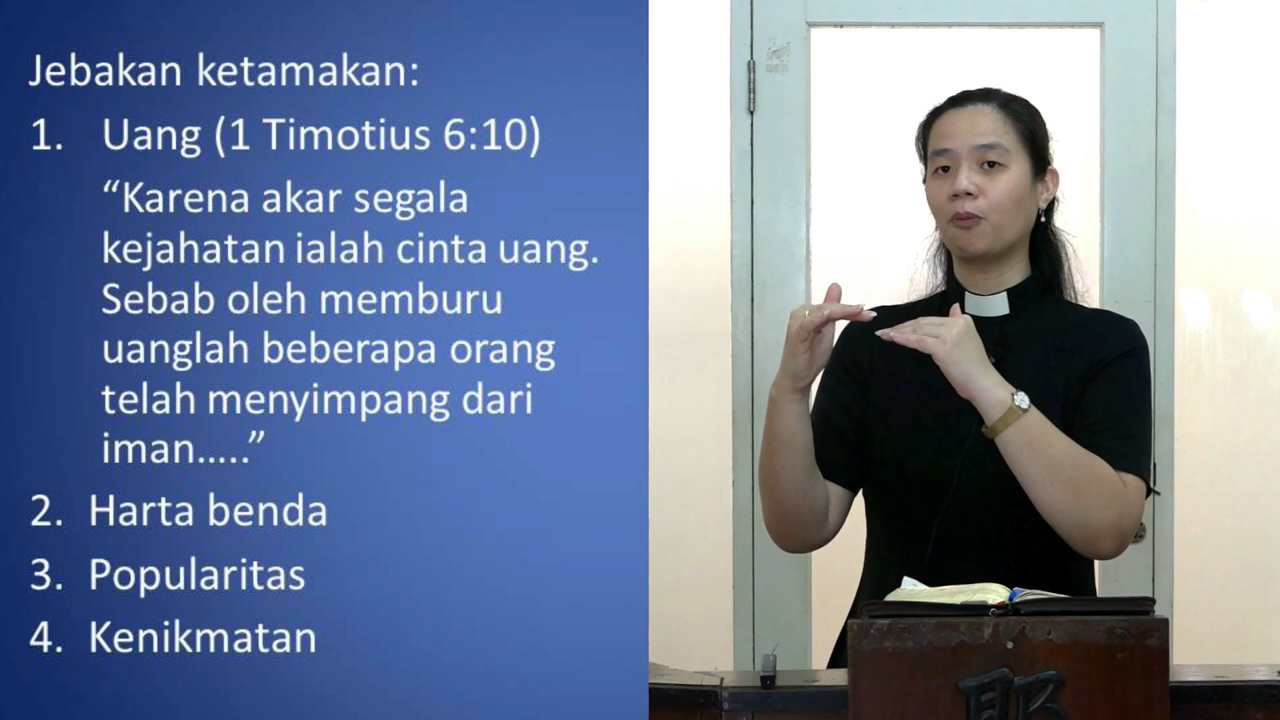 Jebakan ketamakan:
1. Uang (1 Timotius 6:10)
“Karena akar segala
kejahatan ialah cinta uang.
Sebab oleh memburu
uanglah beberapa orang
telah menyimpang dari
iman…..”
2. Harta benda
3. Popularitas
4. Kenikmatan
耶